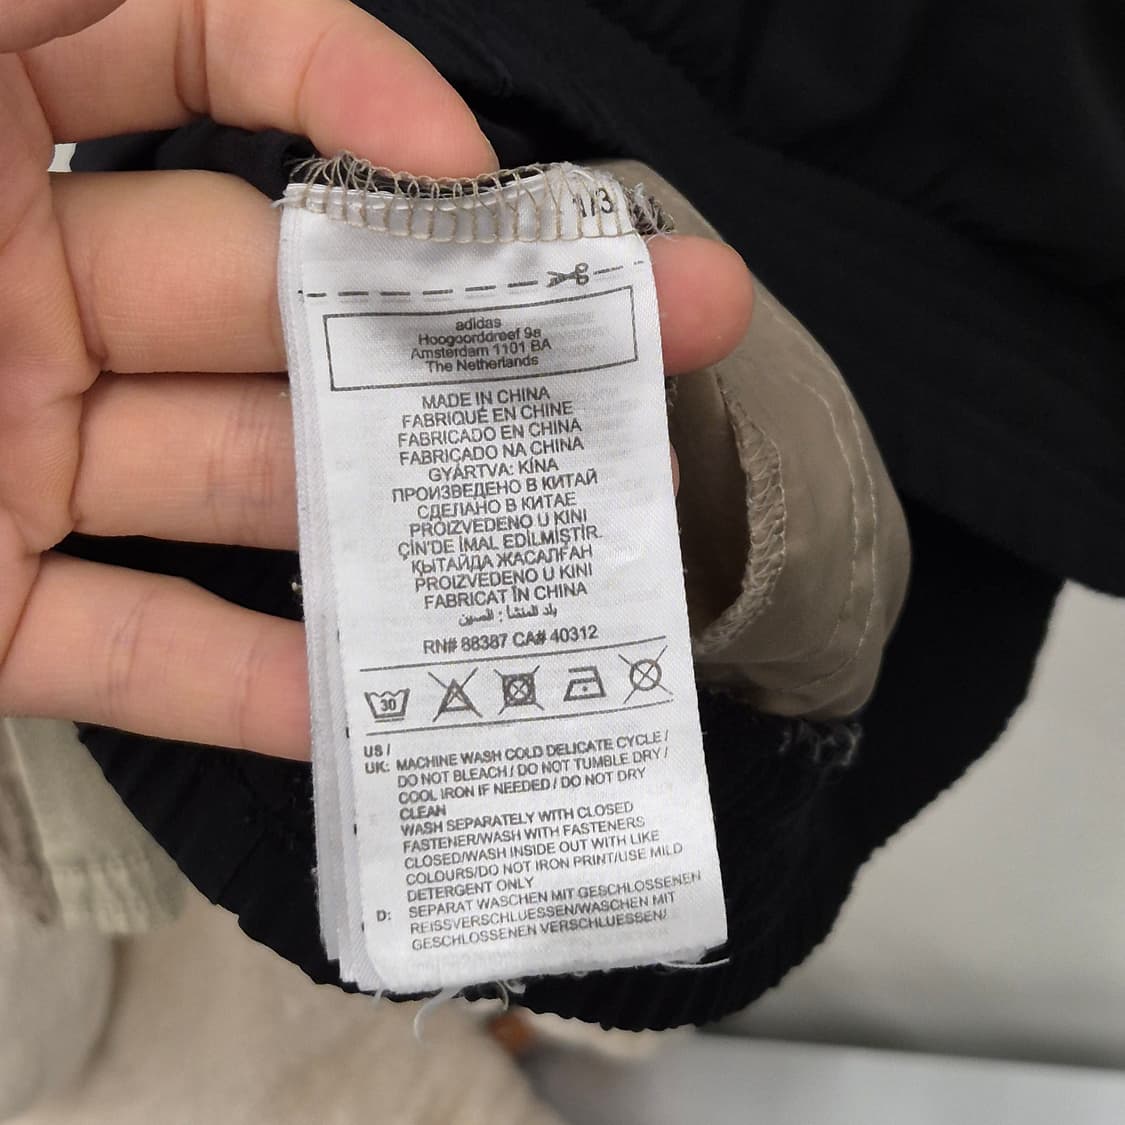 1/3
adidas
Hoogoorddreef 9a
Amsterdam 1101 BA
The Netherlands
MADE IN CHINA
FABRIQUÉ EN CHINE
FABRICADO EN CHINA
FABRICADO NA CHINA
GYÁRTVA: KÍNA
ПРОИЗВЕДЕНО В КИТАЙ
СДЕЛАНО В КИТАЕ
PROIZVEDENO U KINI
ÇİN'DE İMAL EDİLMİŞTİR.
ҚЫТАЙДА ЖАСАЛҒАН
PROIZVEDENO U KINI
FABRICAT ÎN CHINA
بلد المنشأ : الصين
RN# 88387 CA# 40312
30
US /
UK: MACHINE WASH COLD DELICATE CYCLE /
DO NOT BLEACH / DO NOT TUMBLE DRY /
COOL IRON IF NEEDED / DO NOT DRY
CLEAN
WASH SEPARATELY WITH CLOSED
FASTENER/WASH WITH FASTENERS
CLOSED/WASH INSIDE OUT WITH LIKE
COLOURS/DO NOT IRON PRINT/USE MILD
DETERGENT ONLY
D: SEPARAT WASCHEN MIT GESCHLOSSENEN
REISSVERSCHLUESSEN/WASCHEN MIT
GESCHLOSSENEN VERSCHLUESSEN/